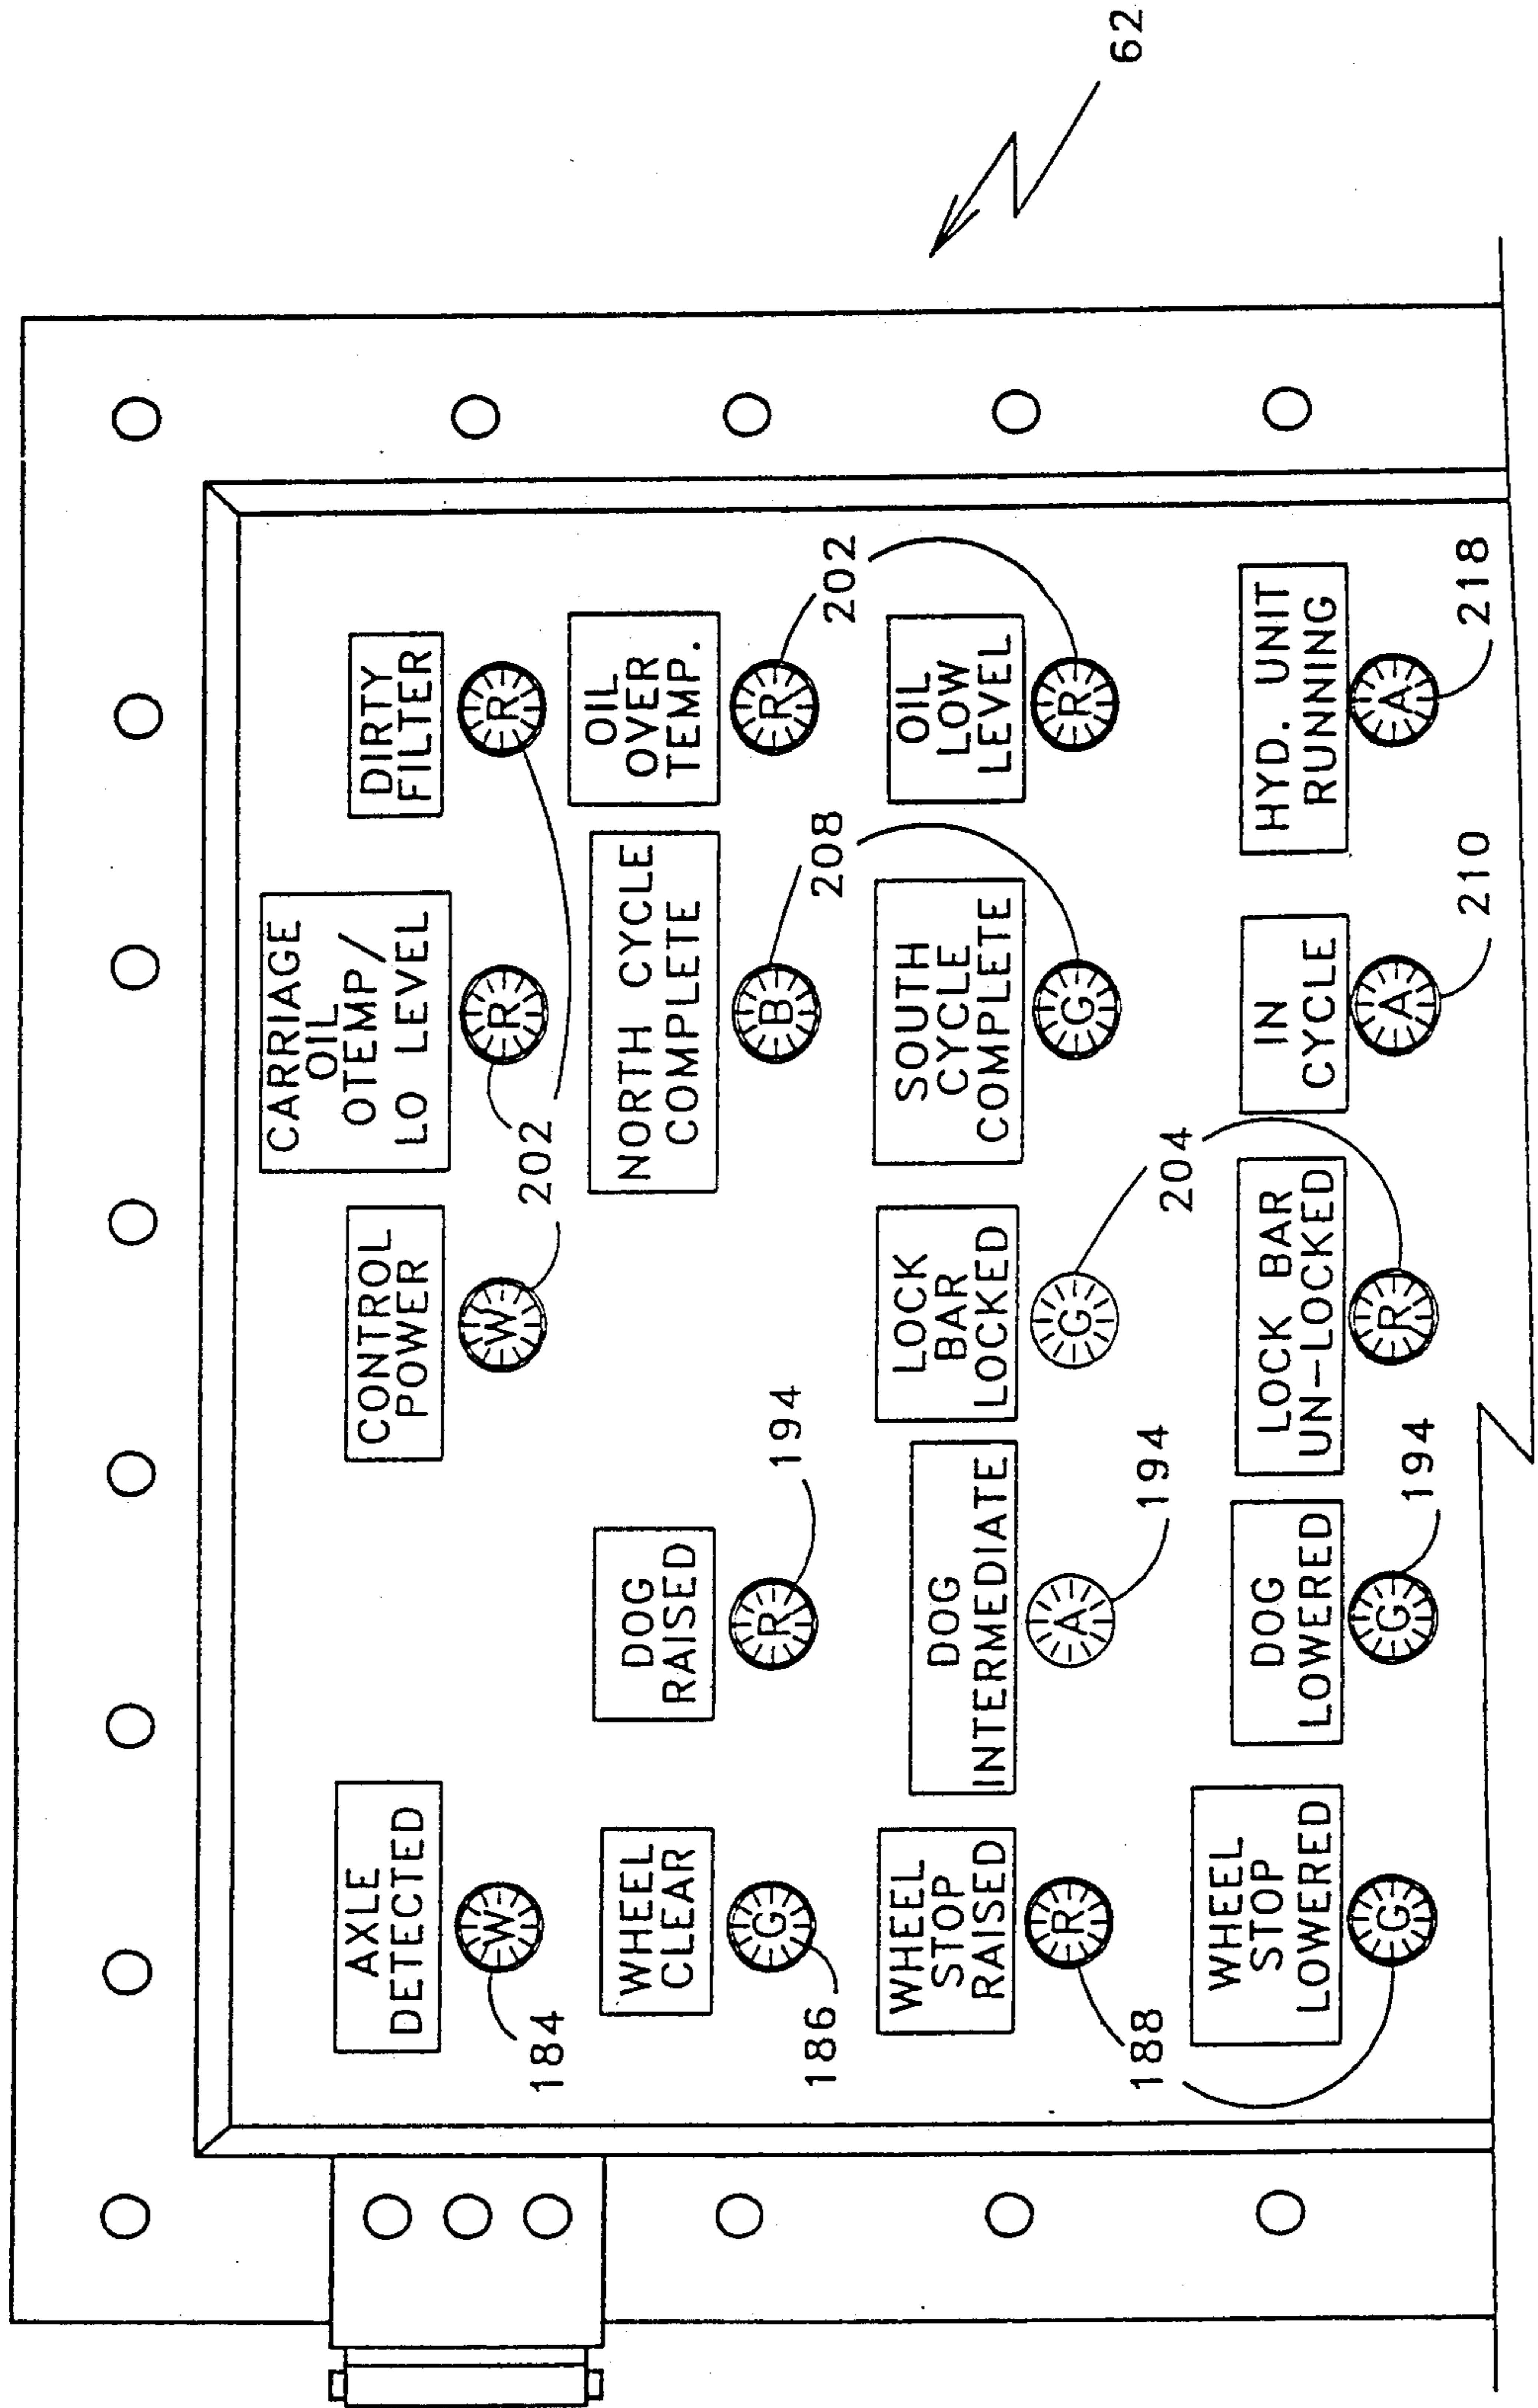 AXLE
DETECTED
W
184
CONTROL
POWER
W
CARRIAGE
OIL
OTEMP/
LO LEVEL
R
DIRTY
FILTER
R
202
WHEEL
CLEAR
G
186
DOG
RAISED
R
194
NORTH CYCLE
COMPLETE
B
208
OIL
OVER
TEMP.
R
202
62
WHEEL
STOP
RAISED
R
188
DOG
INTERMEDIATE
A
194
LOCK
BAR
LOCKED
G
204
SOUTH
CYCLE
COMPLETE
G
OIL
LOW
LEVEL
R
WHEEL
STOP
LOWERED
G
DOG
LOWERED
G
194
LOCK BAR
UN-LOCKED
R
IN
CYCLE
A
210
HYD. UNIT
RUNNING
A
218